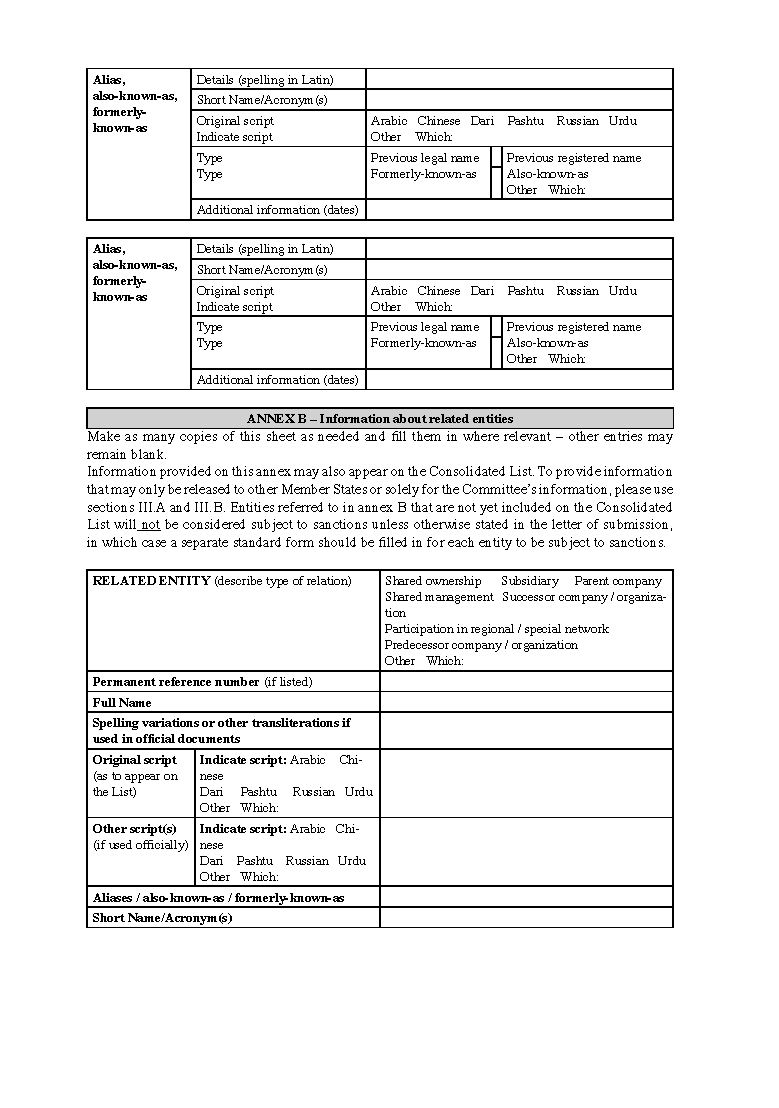 Alias,
also-known-as,
formerly-
known-as
Details (spelling in Latin)
Short Name/Acronym(s)
Original script
Indicate script
Arabic Chinese Dari Pashtu Russian Urdu
Other Which:
Type
Type
Previous legal name
Formerly-known-as
Previous registered name
Also-known-as
Other Which:
Additional information (dates)
Alias,
also-known-as,
formerly-
known-as
Details (spelling in Latin)
Short Name/Acronym(s)
Original script
Indicate script
Arabic Chinese Dari Pashtu Russian Urdu
Other Which:
Type
Type
Previous legal name
Formerly-known-as
Previous registered name
Also-known-as
Other Which:
Additional information (dates)
ANNEX B – Information about related entities
Make as many copies of this sheet as needed and fill them in where relevant – other entries may
remain blank.
Information provided on this annex may also appear on the Consolidated List. To provide information
that may only be released to other Member States or solely for the Committee's information, please use
sections III.A and III.B. Entities referred to in annex B that are not yet included on the Consolidated
List will not be considered subject to sanctions unless otherwise stated in the letter of submission,
in which case a separate standard form should be filled in for each entity to be subject to sanctions.
RELATED ENTITY (describe type of relation)
Shared ownership Subsidiary Parent company
Shared management Successor company / organiza-
tion
Participation in regional / special network
Predecessor company / organization
Other Which:
Permanent reference number (if listed)
Full Name
Spelling variations or other transliterations if
used in official documents
Original script
(as to appear on
the List)
Indicate script: Arabic Chi-
nese
Dari Pashtu Russian Urdu
Other Which:
Other script(s)
(if used officially)
Indicate script: Arabic Chi-
nese
Dari Pashtu Russian Urdu
Other Which:
Aliases / also-known-as / formerly-known-as
Short Name/Acronym(s)